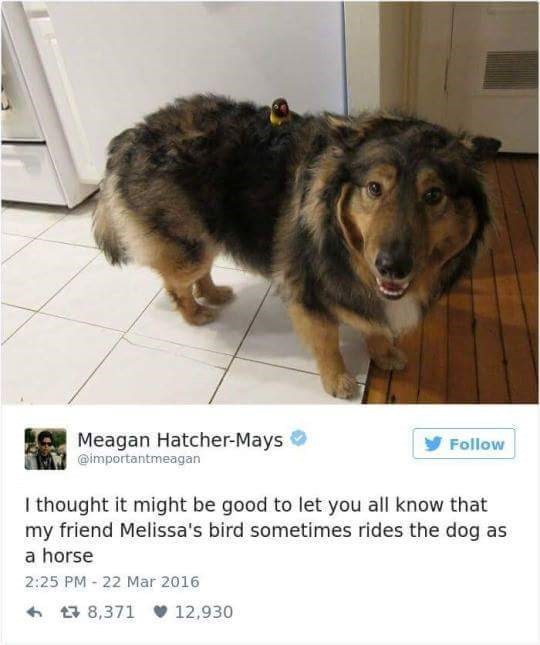 Meagan Hatcher-Mays
@importantmeagan
Follow
I thought it might be good to let you all know that
my friend Melissa's bird sometimes rides the dog as
a horse
2:25 PM - 22 Mar 2016
8,371 12,930